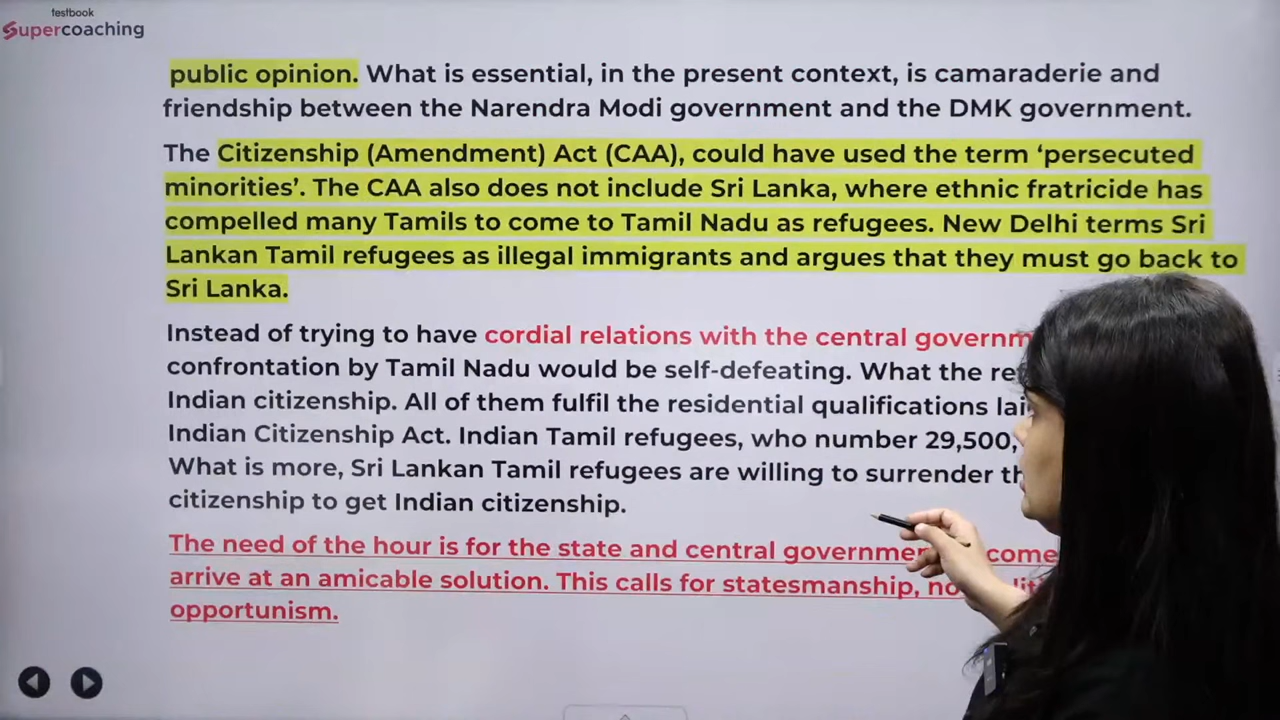 testbook
Supercoaching
public opinion. What is essential, in the present context, is camaraderie and
friendship between the Narendra Modi government and the DMK government.
The Citizenship (Amendment) Act (CAA), could have used the term ‘persecuted
minorities’. The CAA also does not include Sri Lanka, where ethnic fratricide has
compelled many Tamils to come to Tamil Nadu as refugees. New Delhi terms Sri
Lankan Tamil refugees as illegal immigrants and argues that they must go back to
Sri Lanka.
Instead of trying to have cordial relations with the central
confrontation by Tamil Nadu would be self-defeating. What the
Indian citizenship. All of them fulfil the residential qualifications
Indian Citizenship Act. Indian Tamil refugees, who number 29,500,
What is more, Sri Lankan Tamil refugees are willing to surrender
citizenship to get Indian citizenship.
The need of the hour is for the state and central come
arrive at an amicable solution. This calls for statesmanship,
opportunism.